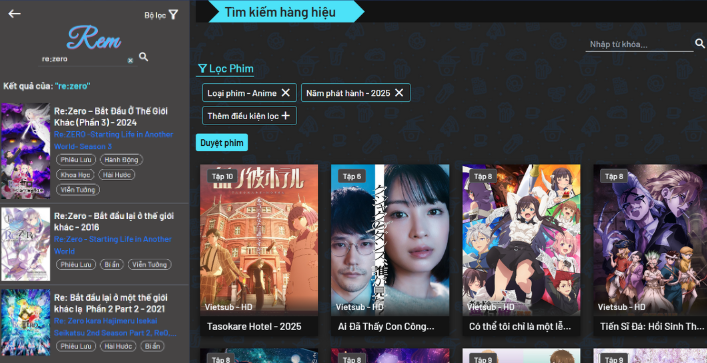 Bộ lọc
Rem
re;zero
Kết quả của: "re:zero"
Re:Zero – Bắt Đầu Ở Thế Giới
Khác (Phần 3) - 2024
Re:ZERO -Starting Life in Another
World- Season 3
Phiêu Lưu
Hành Động
Khoa Học
Hài Hước
Viễn Tưởng
Re:Zero - Bắt đầu lại ở thế giới
khác - 2016
Re:Zero - Starting Life in Another
World
Phiêu Lưu
Bí ẩn
Viễn Tưởng
Re: Bắt đầu lại ở một thế giới
khác lạ Phần 2 Part 2 - 2021
Re: Zero kara Hajimeru Isekai
Seikatsu 2nd Season Part 2, ReO...
Phiêu Lưu
Hài Hước
Bí ẩn
Tìm kiếm hàng hiệu
Nhập từ khóa...
Lọc Phim
Loại phim - Anime
Năm phát hành - 2025
Thêm điều kiện lọc
Duyệt phim
Tập 10
Tập 6
Tập 8
Tập 8
Vietsub - HD
Vietsub - HD
Vietsub - HD
Vietsub - HD
Tasokare Hotel - 2025
Ai Đã Thấy Con Công...
Có thể tôi chỉ là một lễ...
Tiến Sĩ Đá: Hồi Sinh Th...
Tập 8
Tập 8
Tập 9
Tập 9